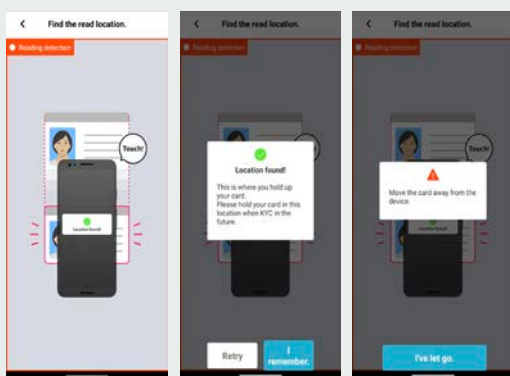 Find the read location.
Reading detection
Touch!
Location found!
Find the read location.
Reading detection
Location found!
This is where you hold up
your card.
Please hold your card in this
location when KYC in the
future.
Retry
I
remember.
Find the read location.
Reading detection
Touch!
Move the card away from the
device.
Location found!
I've let go.